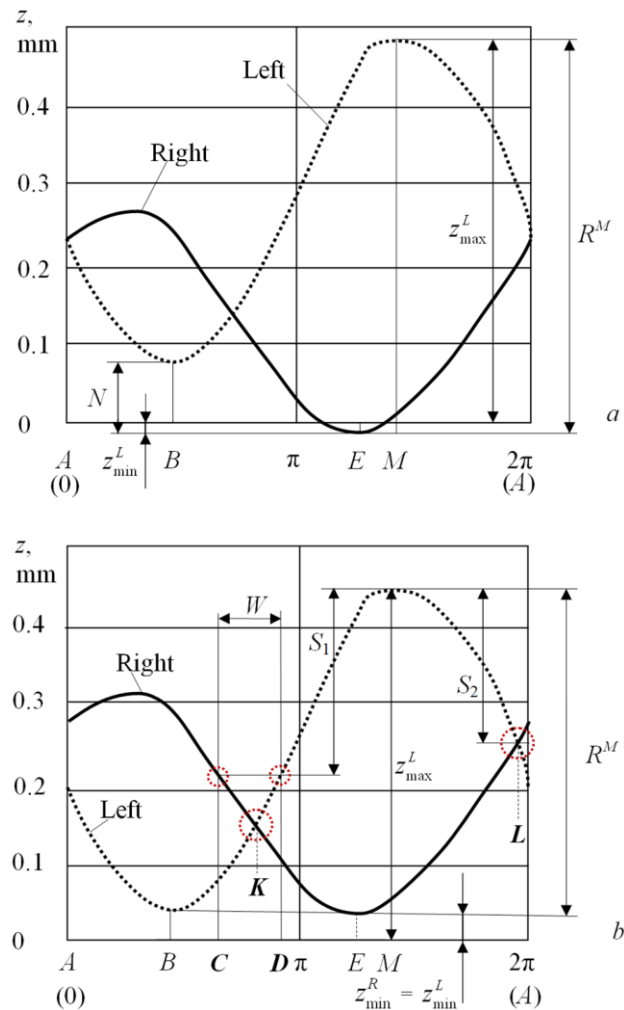 z,
mm
0.4
0.3
0.2
0.1
0
Left
Right
z^L_max
R^M
N
z^L_min
a
A B π E M 2π
(0) (A)
z,
mm
0.4
0.3
0.2
0.1
0
W
S₁
S₂
Right
Left
z^L_max
R^M
K
L
b
A B C D π E M 2π
(0) z^R_min = z^L_min (A)